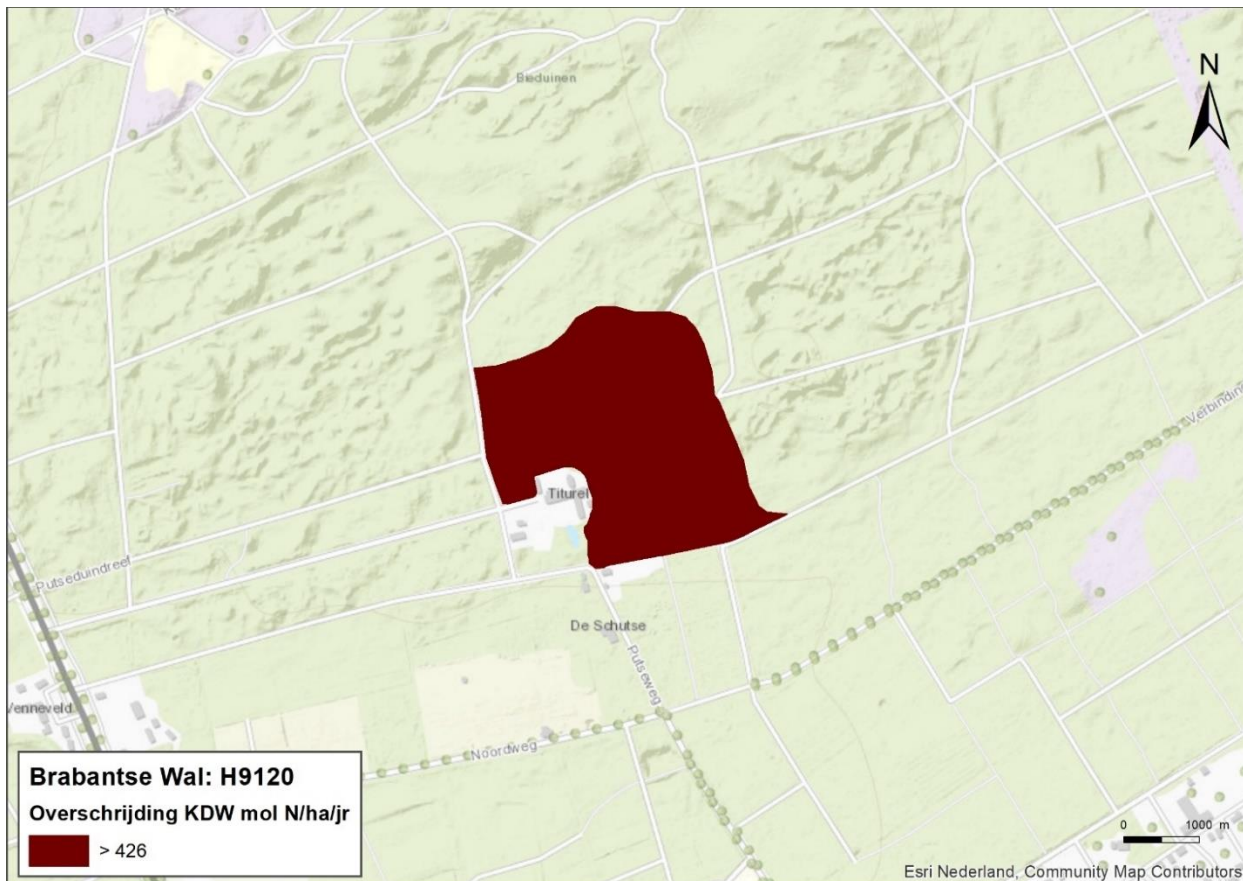 Bieduinen
N
Verbinding
Titurel
Putseduindreef
De Schutse
Putseweg
Venneveld
Noordweg
Brabantse Wal: H9120
Overschrijding KDW mol N/ha/jr
> 426
0 1000 m
Esri Nederland, Community Map Contributors